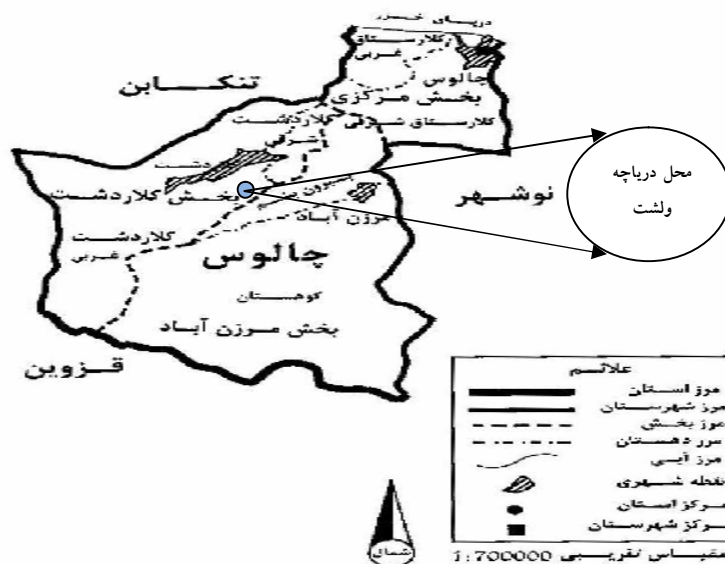 دریای خزر
کلارستاق
غربی
چالوس
بخش مرکزی
کلارستاق شرقی
تنکابن
کلاردشت
شرقی
بخش کلاردشت
بیرون بشم
مرزن آباد
نوشهر
محل دریاچه
ولشت
کلاردشت
غربی
چالوس
کوهستان
بخش مرزن آباد
قزوین
علائم
مرز استان
مرز شهرستان
مرز بخش
مرز دهستان
مرز آبی
نقطه شهری
مرکز استان
مرکز شهرستان
شمال
مقیاس تقریبی 1:700000